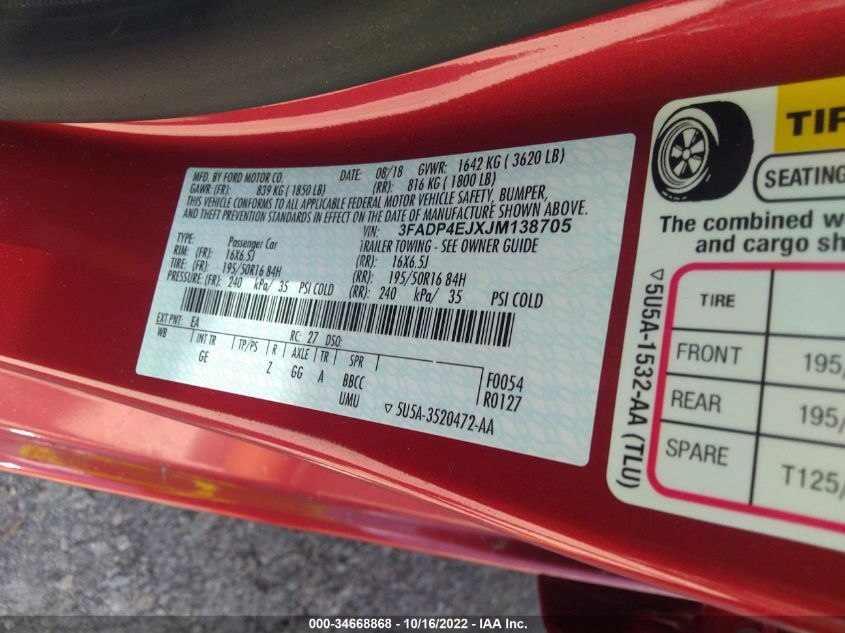 MFD. BY FORD MOTOR CO. DATE: 08/18 GVWR: 1642 KG ( 3620 LB)
GAWR: (FR): 839 KG ( 1850 LB) (RR): 816 KG ( 1800 LB)
THIS VEHICLE CONFORMS TO ALL APPLICABLE FEDERAL MOTOR VEHICLE SAFETY, BUMPER,
AND THEFT PREVENTION STANDARDS IN EFFECT ON THE DATE OF MANUFACTURE SHOWN ABOVE.
VIN: 3FADP4EJXJM138705
TYPE: Passenger Car TRAILER TOWING - SEE OWNER GUIDE
RIM: (FR): 16X6.5J (RR): 16X6.5J
TIRE: (FR): 195/50R16 84H (RR): 195/50R16 84H
PRESSURE: (FR): 240 kPa/ 35 PSI COLD (RR): 240 kPa/ 35 PSI COLD
EXT PNT: EA RC: 27 DSO:
WB INT TR TP/PS R AXLE TR SPR
GE Z GG A BBCC F0054
UMU R0127
▽ 5U5A-3520472-AA
▽5U5A-1532-AA (TLU)
TIR
SEATING
The combined w
and cargo sh
TIRE
FRONT 195/
REAR 195/
SPARE T125/
000-34668868 - 10/16/2022 - IAA Inc.